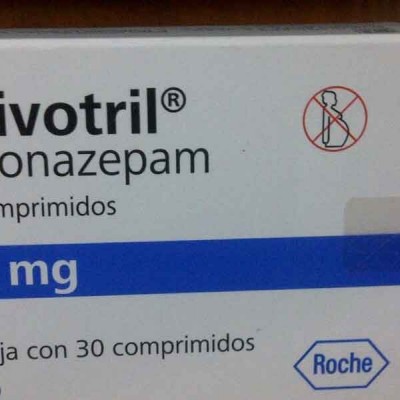 ivotril®
onazepam
mprimidos
mg
ja con 30 comprimidos
Roche